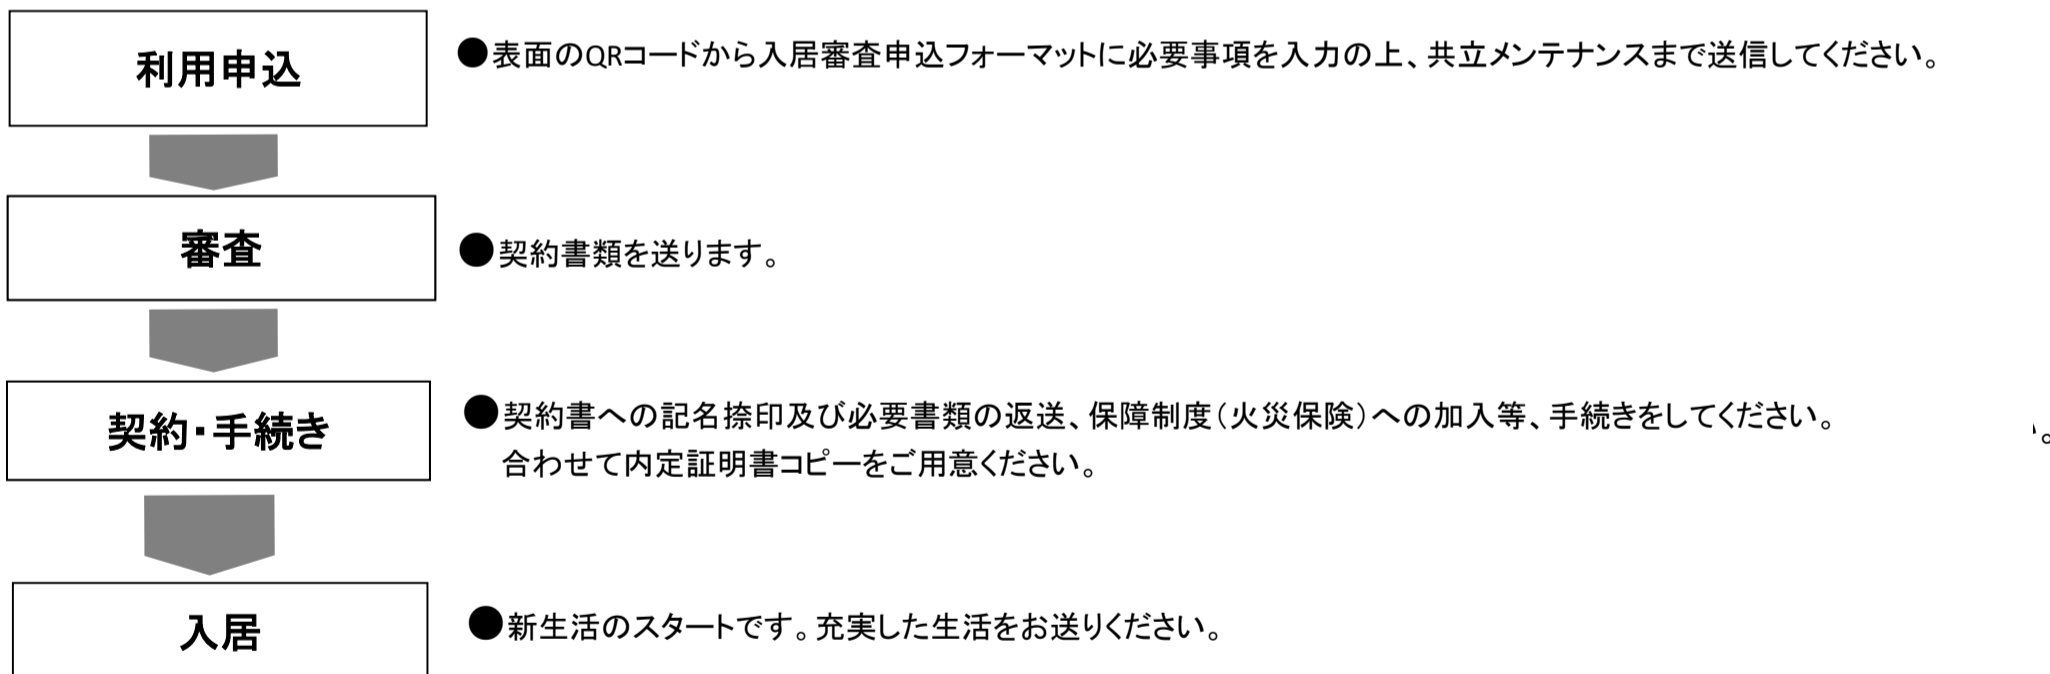 利用申込
●表面のQRコードから入居審査申込フォーマットに必要事項を入力の上、共立メンテナンスまで送信してください。
審査
●契約書類を送ります。
契約・手続き
●契約書への記名捺印及び必要書類の返送、保障制度（火災保険）への加入等、手続きをしてください。
合わせて内定証明書コピーをご用意ください。
入居
●新生活のスタートです。充実した生活をお送りください。